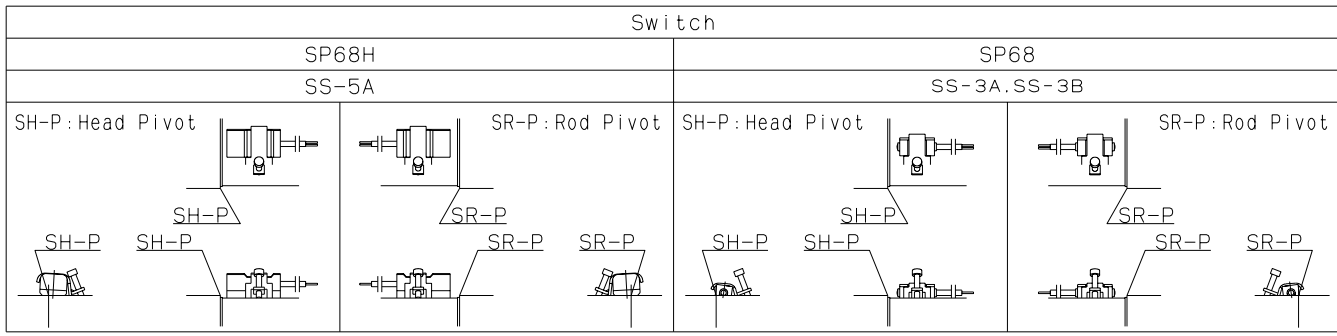 Switch
SP68H
SP68
SS-5A
SS-3A.SS-3B
SH-P:Head Pivot
SR-P:Rod Pivot
SH-P:Head Pivot
SR-P:Rod Pivot
SH-P
SR-P
SH-P
SR-P
SH-P
SH-P
SR-P
SR-P
SH-P
SH-P
SR-P
SR-P